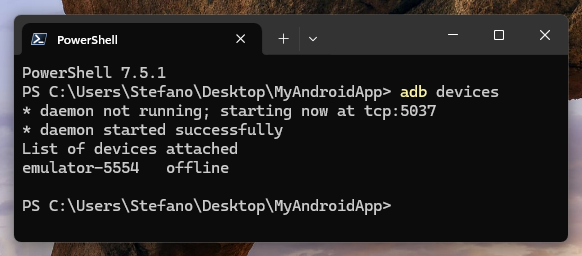 PowerShell
PowerShell 7.5.1
PS C:\Users\Stefano\Desktop\MyAndroidApp> adb devices
* daemon not running; starting now at tcp:5037
* daemon started successfully
List of devices attached
emulator-5554   offline
PS C:\Users\Stefano\Desktop\MyAndroidApp>